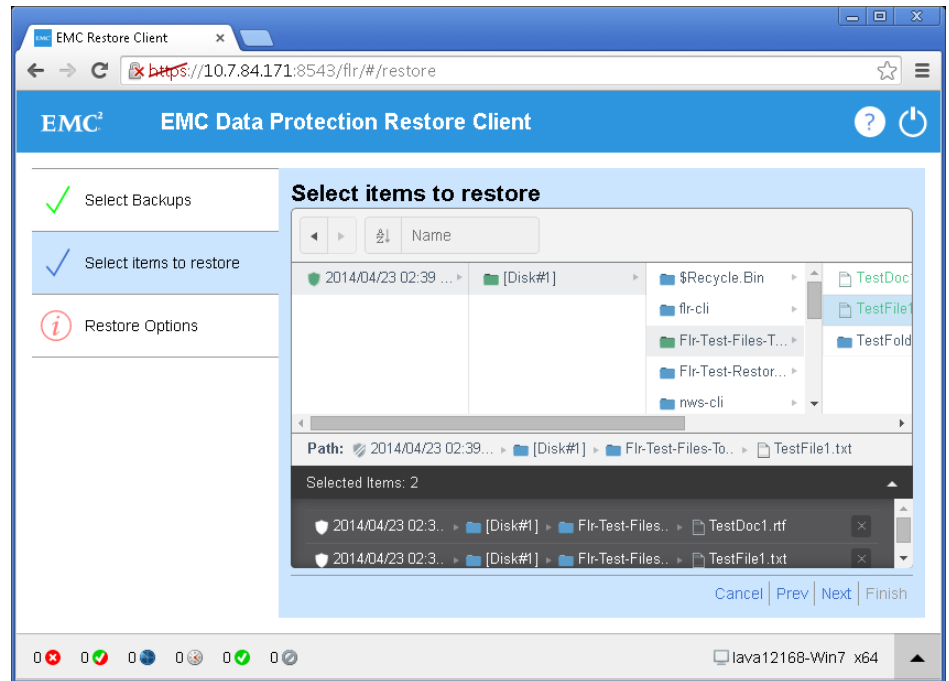 EMC Restore Client
https://10.7.84.171:8543/flr/#/restore
EMC² EMC Data Protection Restore Client ?
Select Backups
Select items to restore
Restore Options
Select items to restore
Name
2014/04/23 02:39 ...
[Disk#1]
$Recycle.Bin
flr-cli
Flr-Test-Files-T...
Flr-Test-Restor...
nws-cli
TestDoc
TestFile1
TestFold
Path: 2014/04/23 02:39... [Disk#1] Flr-Test-Files-To.. TestFile1.txt
Selected Items: 2
2014/04/23 02:3.. [Disk#1] Flr-Test-Files.. TestDoc1.rtf
2014/04/23 02:3.. [Disk#1] Flr-Test-Files.. TestFile1.txt
Cancel Prev Next Finish
0 0 0 0 0 0 lava12168-Win7 x64